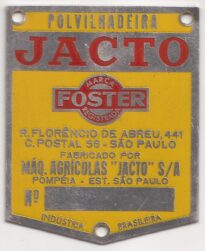 POLVILHADEIRA
JACTO
MARCA
FOSTER
REGISTRADA
R. FLORÊNCIO DE ABREU, 441
C. POSTAL 56 - SÃO PAULO
FABRICADO POR
MÁQ. AGRÍCOLAS "JACTO" S/A
POMPÉIA - EST. SÃO PAULO
Nº
INDÚSTRIA BRASILEIRA